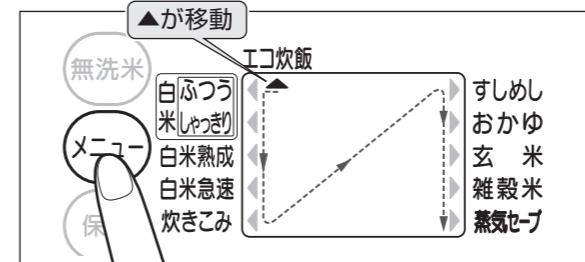 ▲が移動
エコ炊飯
無洗米
メニュー
保
白米
ふつう
しゃっきり
白米熟成
白米急速
炊きこみ
すしめし
おかゆ
玄 米
雑穀米
蒸気セーブ